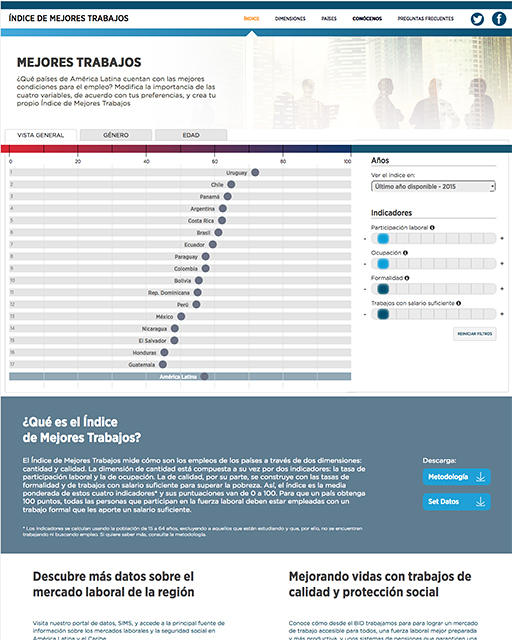 ÍNDICE DE MEJORES TRABAJOS
ÍNDICE DIMENSIONES PAÍSES CONÓCENOS PREGUNTAS FRECUENTES
MEJORES TRABAJOS
¿Qué países de América Latina cuentan con las mejores
condiciones para el empleo? Modifica la importancia de las
cuatro variables, de acuerdo con tus preferencias, y crea tu
propio Índice de Mejores Trabajos
VISTA GENERAL GÉNERO EDAD
0 20 40 60 80 100
1 Uruguay
2 Chile
3 Panamá
4 Argentina
5 Costa Rica
6 Brasil
7 Ecuador
8 Paraguay
9 Colombia
10 Bolivia
11 Rep. Dominicana
12 Perú
13 México
14 Nicaragua
15 El Salvador
16 Honduras
17 Guatemala
América Latina
Años
Ver el índice en:
Último año disponible - 2015
Indicadores
Participación laboral
- +
Ocupación
- +
Formalidad
- +
Trabajos con salario suficiente
- +
REINICIAR FILTROS
¿Qué es el Índice
de Mejores Trabajos?
El Índice de Mejores Trabajos mide cómo son los empleos de los países a través de dos dimensiones:
cantidad y calidad. La dimensión de cantidad está compuesta a su vez por dos indicadores: la tasa de
participación laboral y la de ocupación. La de calidad, por su parte, se construye con las tasas de
formalidad y de trabajos con salario suficiente para superar la pobreza. Así, el índice es la media
ponderada de estos cuatro indicadores* y sus puntuaciones van de 0 a 100. Para que un país obtenga
100 puntos, todas las personas que participan en la fuerza laboral deben estar empleadas con un
trabajo formal que les aporte un salario suficiente.
* Los indicadores se calculan usando la población de 15 a 64 años, excluyendo a aquellos que están estudiando y que, por ello, no se encuentran
trabajando ni buscando empleo. Si quiere saber más, consulta la metodología.
Descarga:
Metodología
Set Datos
Descubre más datos sobre el
mercado laboral de la región
Visita nuestro portal de datos, SIMS, y accede a la principal fuente de
información sobre los mercados laborales y la seguridad social en
América Latina y el Caribe.
Mejorando vidas con trabajos de
calidad y protección social
Conoce cómo desde el BID trabajamos para para lograr un mercado
de trabajo accesible para todos, una fuerza laboral mejor preparada
y más productiva, y unos sistemas de pensiones que garanticen una